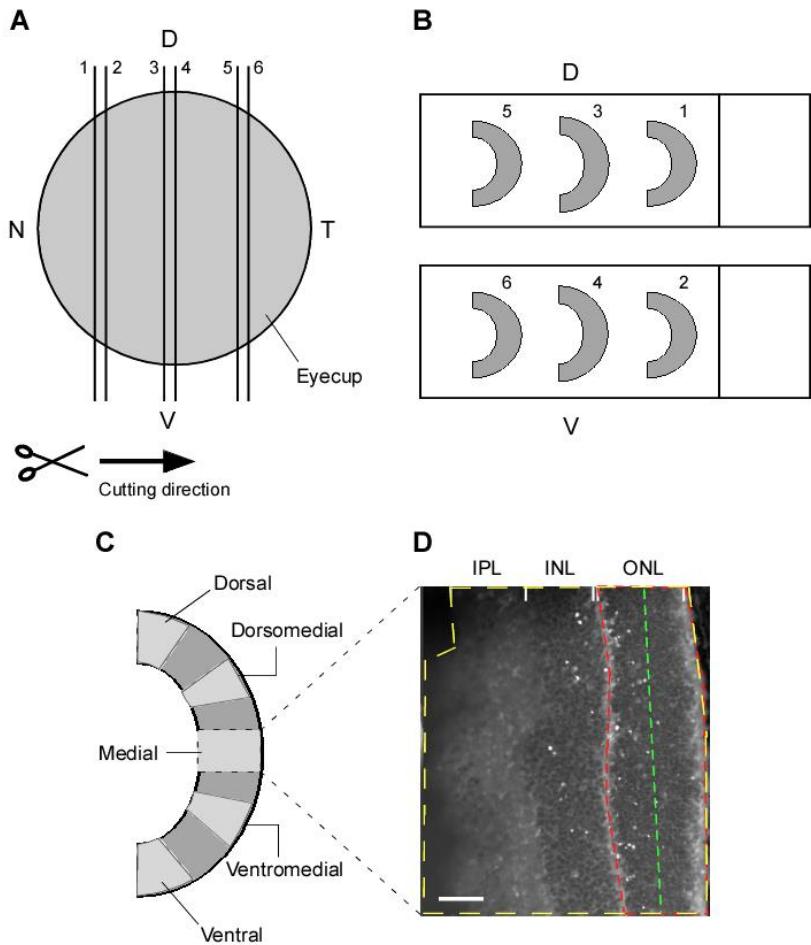 A
D
1 2 3 4 5 6
N
T
Eyecup
V
Cutting direction
B
D
5 3 1
6 4 2
V
C
Dorsal
Dorsomedial
Medial
Ventromedial
Ventral
D
IPL INL ONL